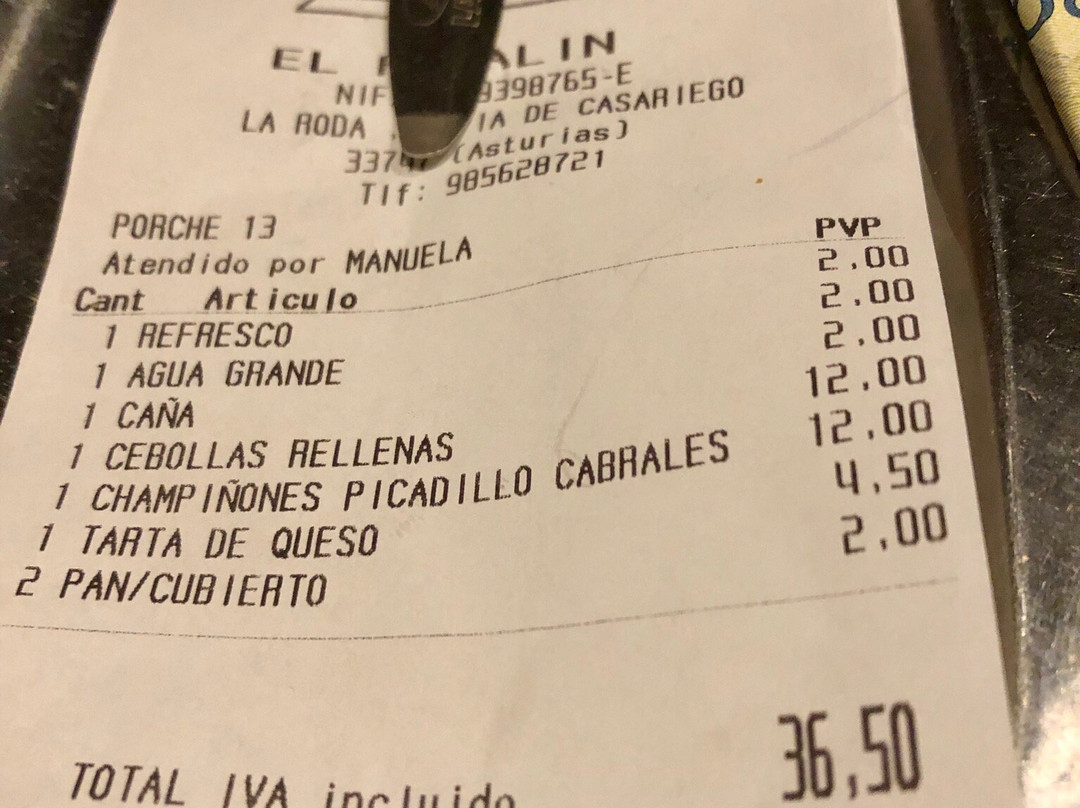 EL
NIF 9398765-E
LA RODA , IA DE CASARIEGO
33747 (Asturias)
Tlf: 985628721
PORCHE 13
Atendido por MANUELA
Cant Articulo PVP
1 REFRESCO 2,00
1 AGUA GRANDE 2,00
1 CAÑA 2,00
1 CEBOLLAS RELLENAS 12,00
1 CHAMPIÑONES PICADILLO CABRALES 12,00
1 TARTA DE QUESO 4,50
2 PAN/CUBIERTO 2,00
TOTAL IVA incluido 36,50